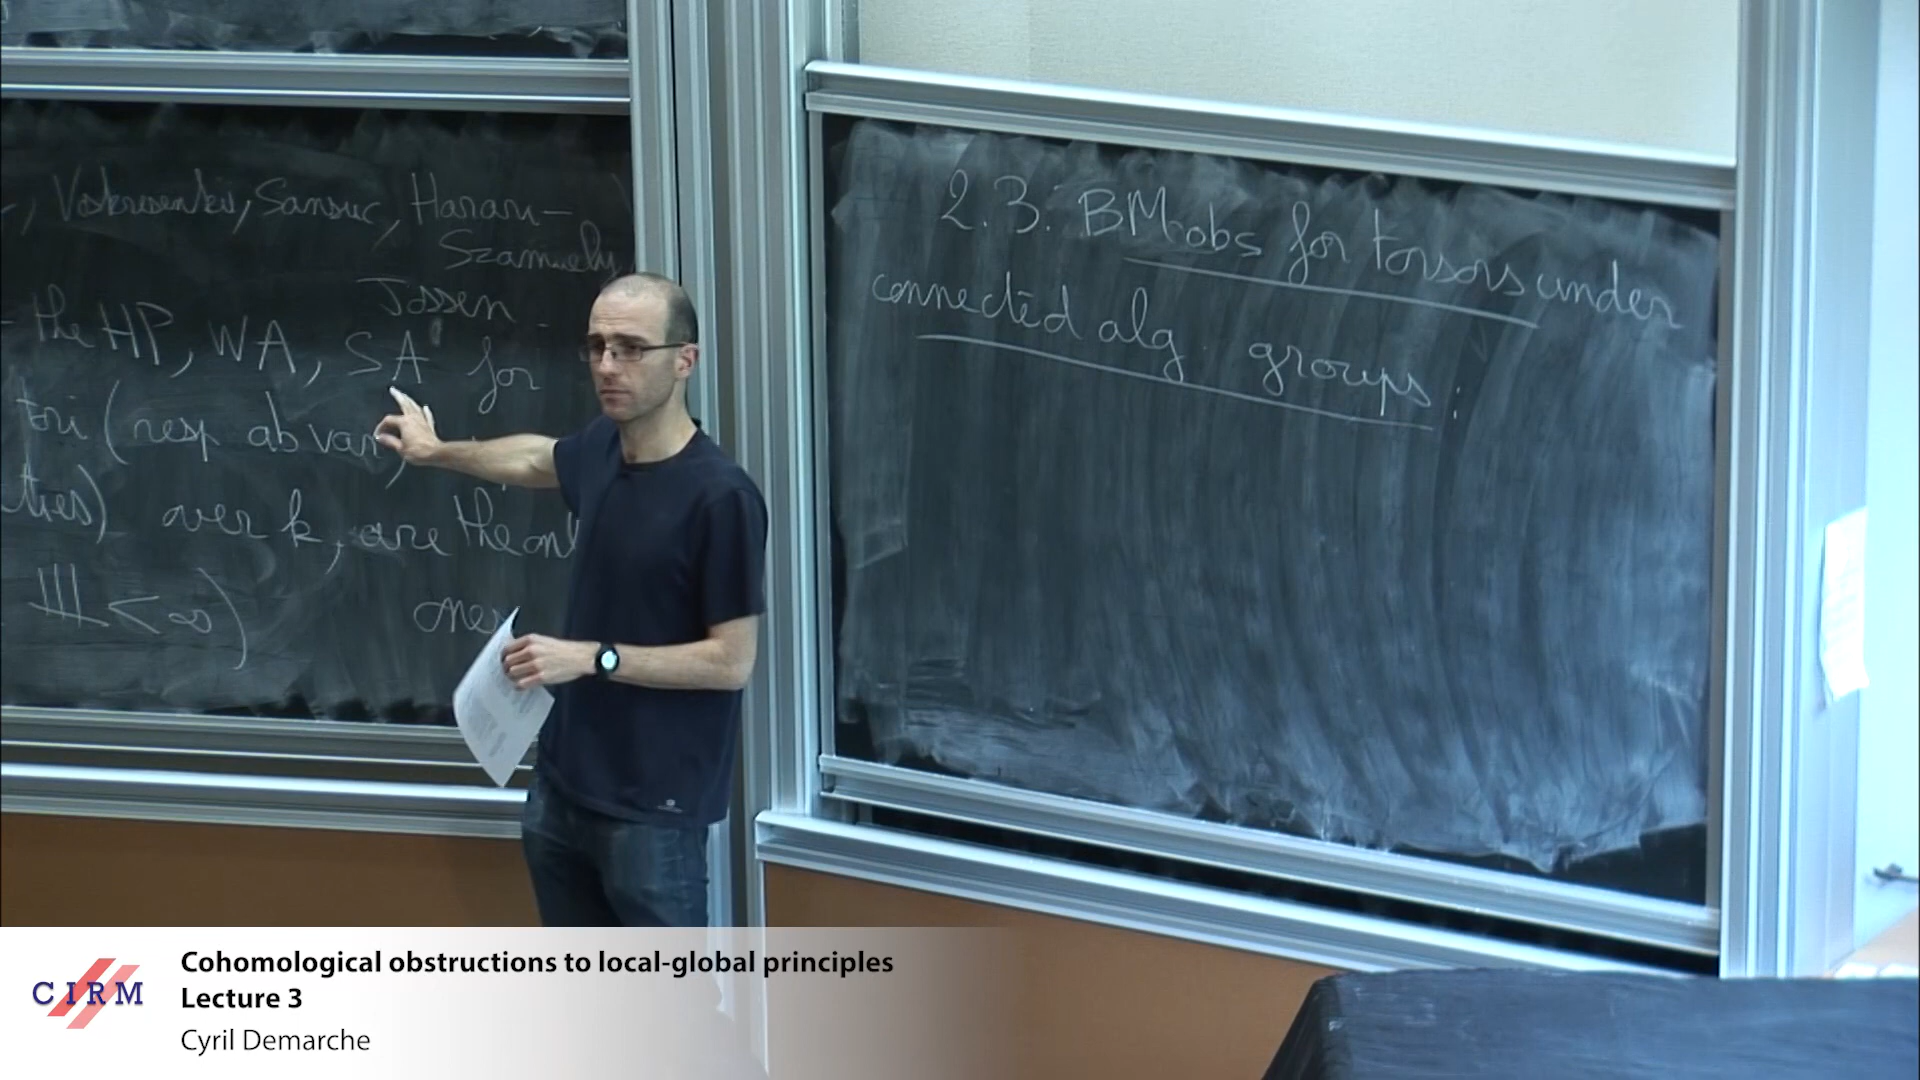 , Voskresenkii, Sansuc, Harari-
Szamuely
Jossen
the HP, WA, SA for
tori (resp ab var)
ties) over k, are the onl
Ш < ∞) ones
2.3. BM obs for torsors under
connected alg. groups:
CIRM
Cohomological obstructions to local-global principles
Lecture 3
Cyril Demarche